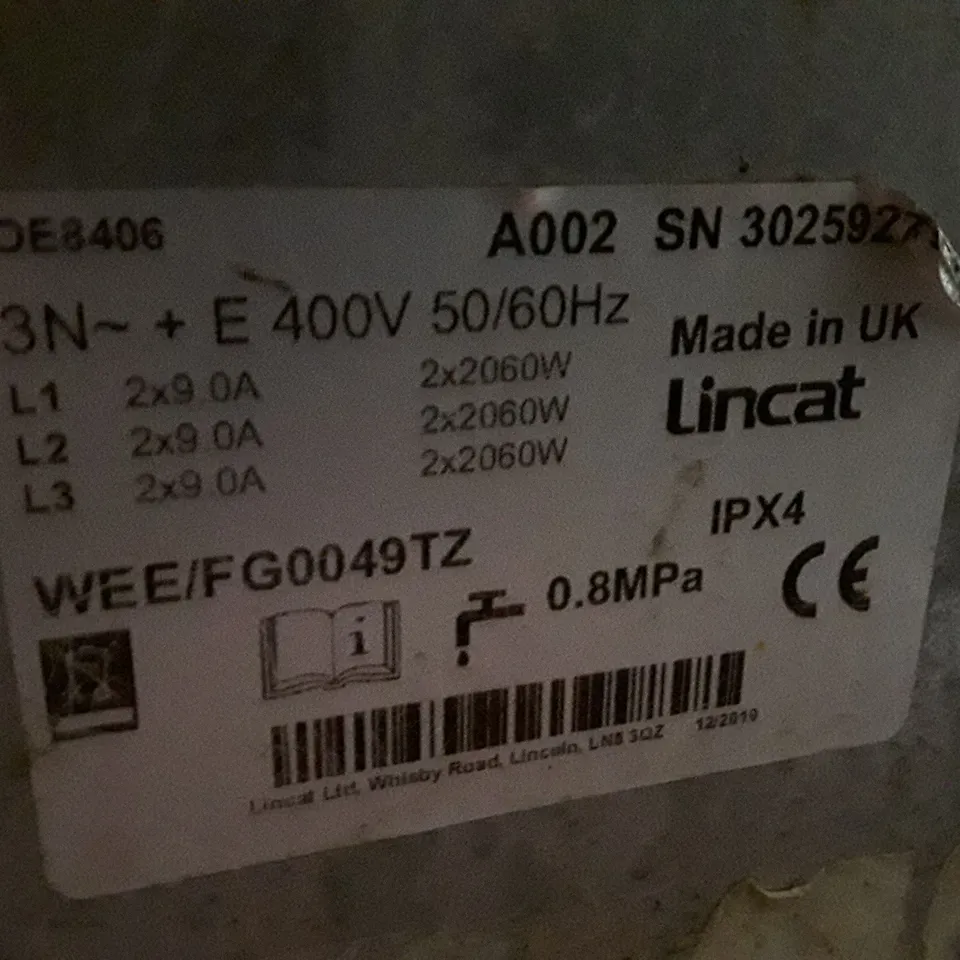 OE8406 A002 SN 3025927
3N~ + E 400V 50/60Hz
Made in UK
L1 2x9.0A 2x2060W
L2 2x9.0A 2x2060W
L3 2x9.0A 2x2060W
Lincat
IPX4
WEE/FG0049TZ
i
0.8MPa
CE
Lincat Ltd, Whisby Road, Lincoln, LN6 3QZ 12/2010